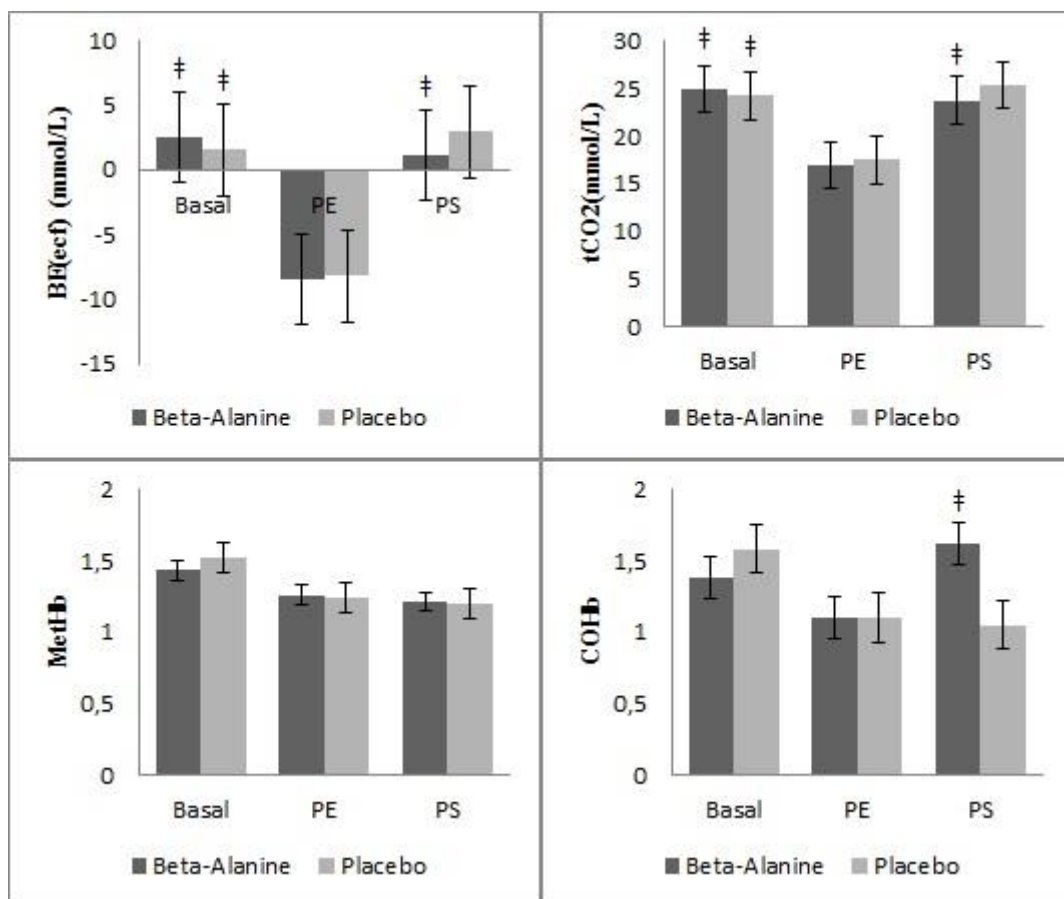 BE(ecf) (mmol/L)
10
5
0
-5
-10
-15
‡ ‡ ‡
Basal PE PS
Beta-Alanine Placebo
tCO2(mmol/L)
30
25
20
15
10
5
0
‡ ‡ ‡
Basal PE PS
Beta-Alanine Placebo
MetHb
2
1,5
1
0,5
0
Basal PE PS
Beta-Alanine Placebo
COHb
2
1,5
1
0,5
0
‡
Basal PE PS
Beta-Alanine Placebo